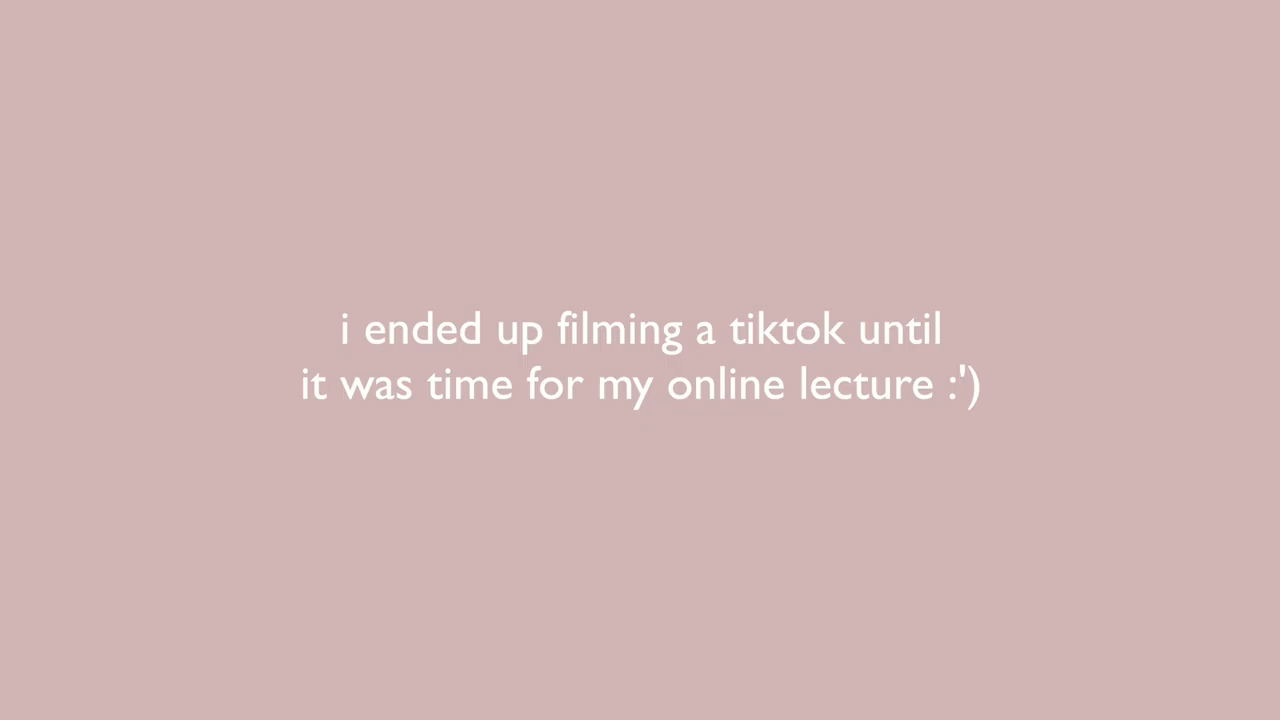 i ended up filming a tiktok until
it was time for my online lecture :')